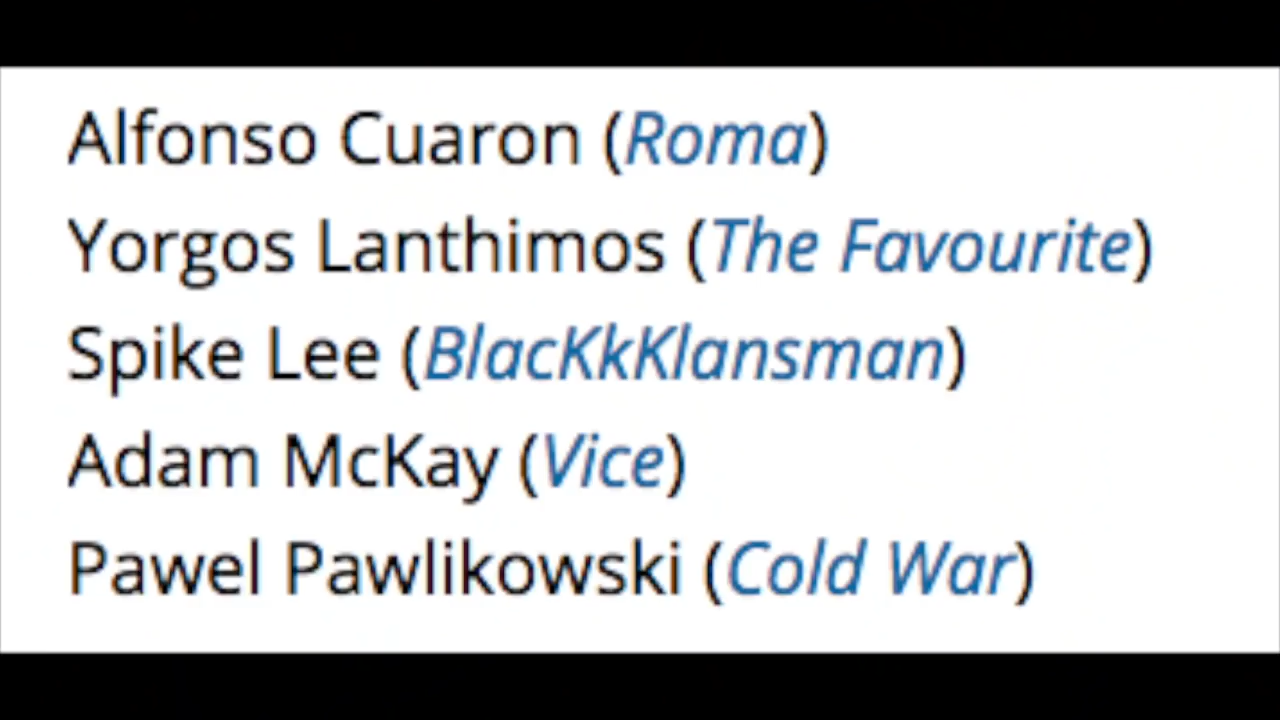 Alfonso Cuaron (Roma)
Yorgos Lanthimos (The Favourite)
Spike Lee (BlacKkKlansman)
Adam McKay (Vice)
Pawel Pawlikowski (Cold War)